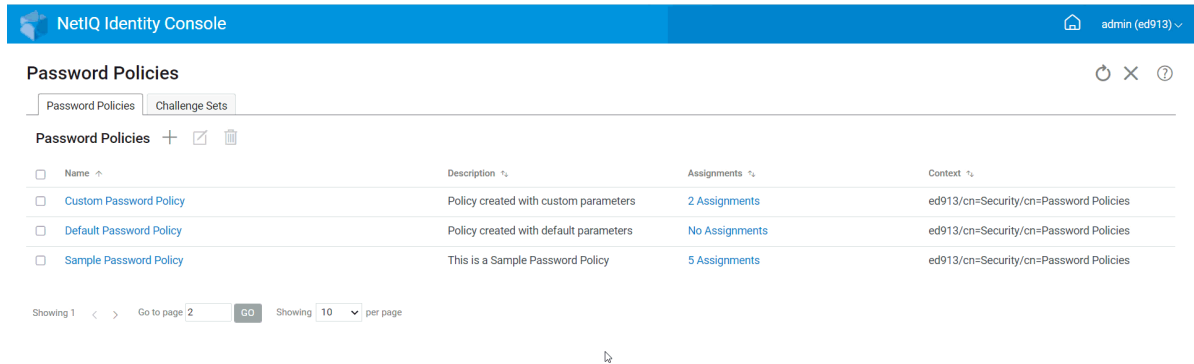 NetIQ Identity Console admin (ed913)
Password Policies
Password Policies Challenge Sets
Password Policies
Name Description Assignments Context
Custom Password Policy Policy created with custom parameters 2 Assignments ed913/cn=Security/cn=Password Policies
Default Password Policy Policy created with default parameters No Assignments ed913/cn=Security/cn=Password Policies
Sample Password Policy This is a Sample Password Policy 5 Assignments ed913/cn=Security/cn=Password Policies
Showing 1 Go to page 2 GO Showing 10 per page